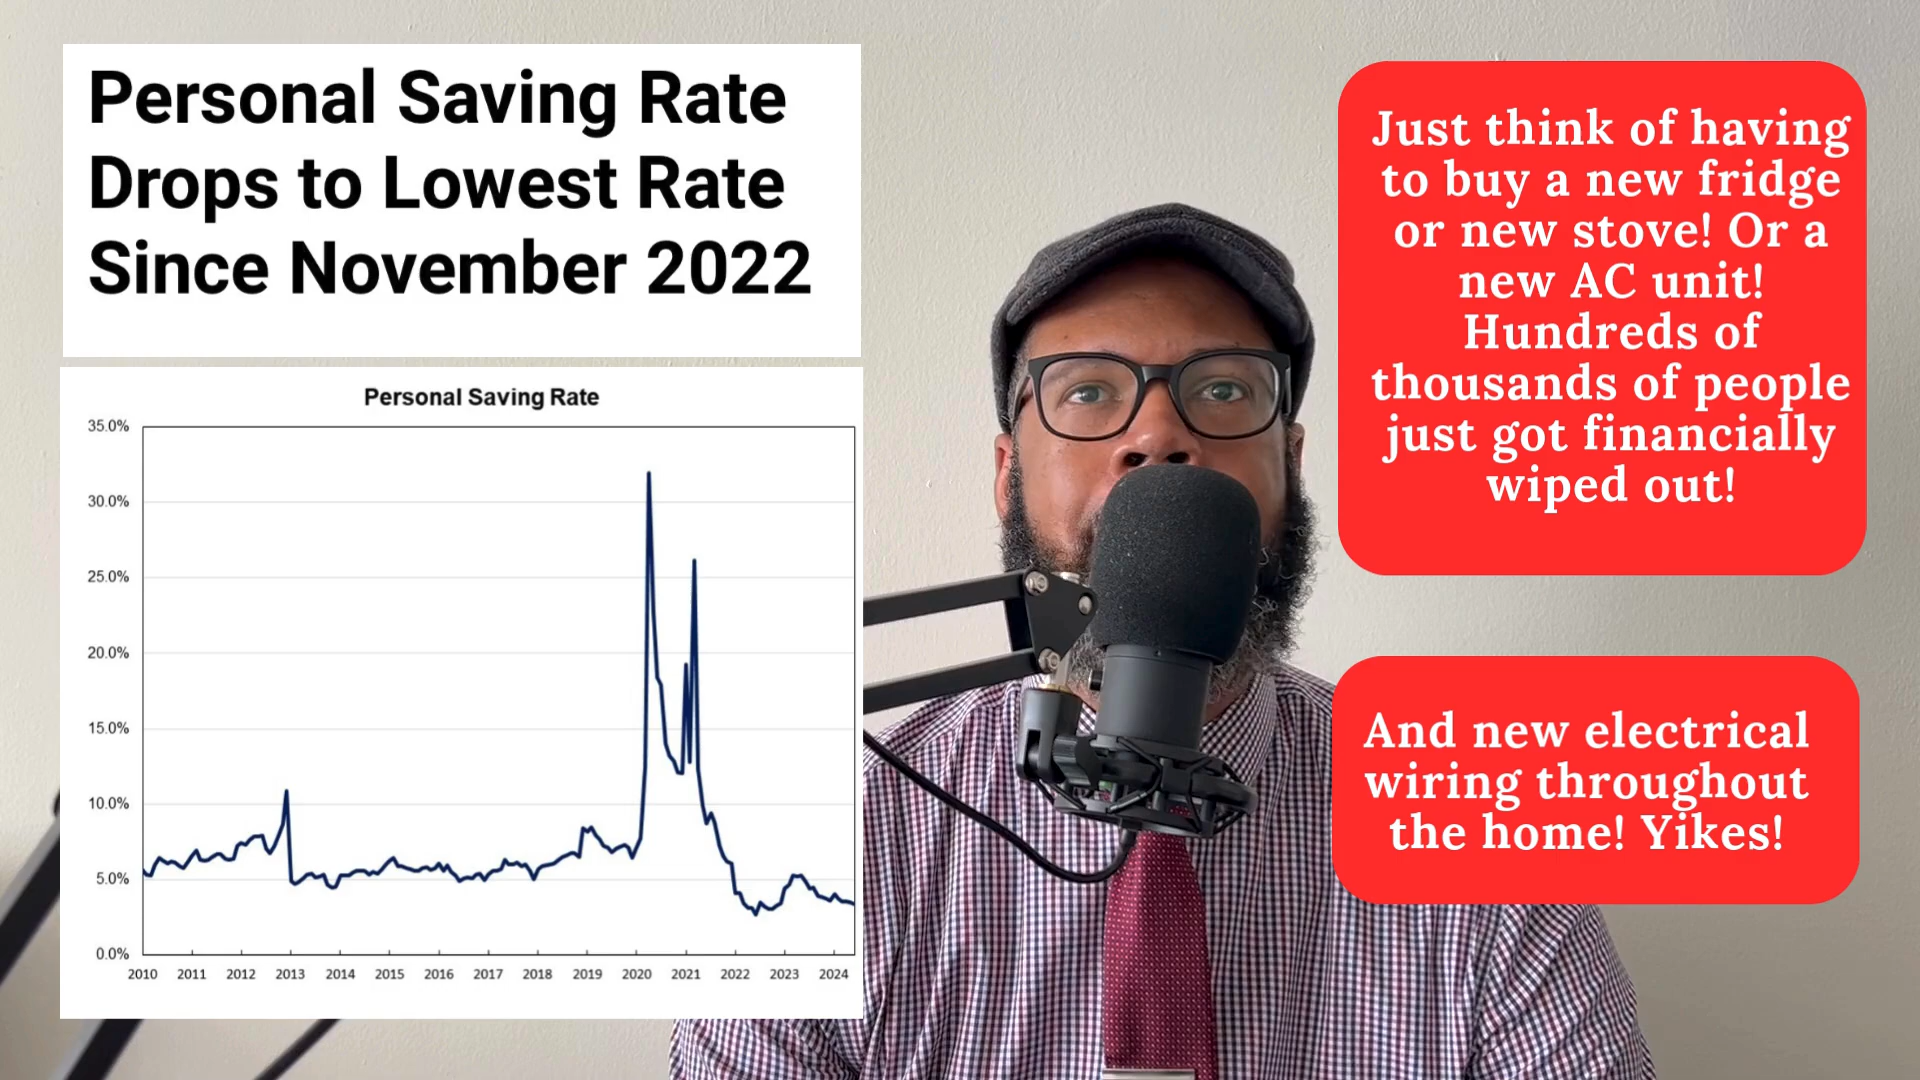 Personal Saving Rate
Drops to Lowest Rate
Since November 2022
Personal Saving Rate
35.0%
30.0%
25.0%
20.0%
15.0%
10.0%
5.0%
0.0%
2010 2011 2012 2013 2014 2015 2016 2017 2018 2019 2020 2021 2022 2023 2024
Just think of having
to buy a new fridge
or new stove! Or a
new AC unit!
Hundreds of
thousands of people
just got financially
wiped out!
And new electrical
wiring throughout
the home! Yikes!